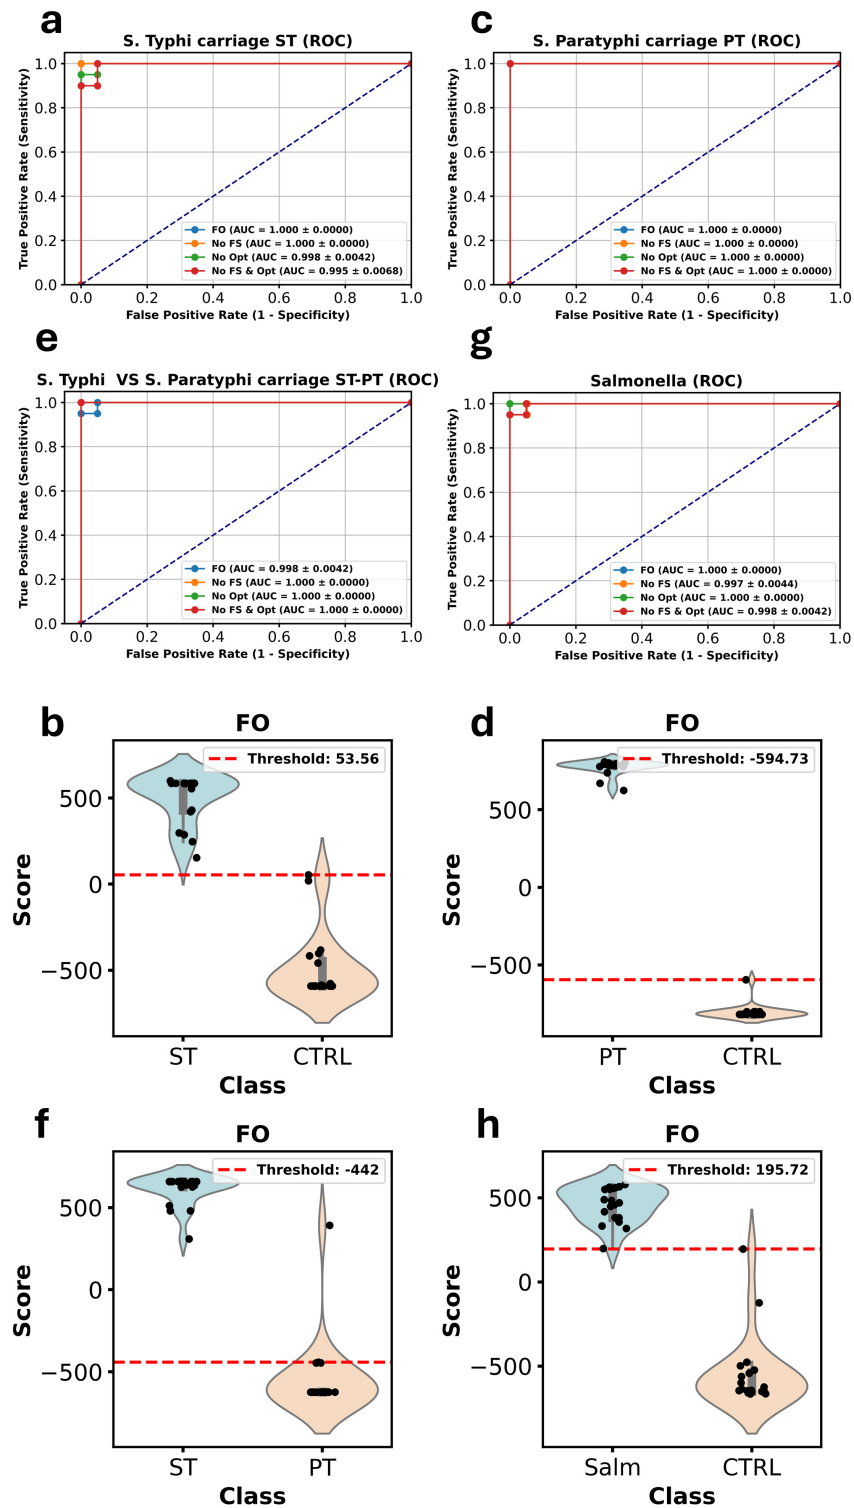 a
S. Typhi carriage ST (ROC)
True Positive Rate (Sensitivity)
1.0
0.8
0.6
0.4
0.2
0.0
FO (AUC = 1.000 ± 0.0000)
No FS (AUC = 1.000 ± 0.0000)
No Opt (AUC = 0.998 ± 0.0042)
No FS & Opt (AUC = 0.995 ± 0.0068)
0.0 0.2 0.4 0.6 0.8 1.0
False Positive Rate (1 - Specificity)
c
S. Paratyphi carriage PT (ROC)
True Positive Rate (Sensitivity)
1.0
0.8
0.6
0.4
0.2
0.0
FO (AUC = 1.000 ± 0.0000)
No FS (AUC = 1.000 ± 0.0000)
No Opt (AUC = 1.000 ± 0.0000)
No FS & Opt (AUC = 1.000 ± 0.0000)
0.0 0.2 0.4 0.6 0.8 1.0
False Positive Rate (1 - Specificity)
e
S. Typhi  VS S. Paratyphi carriage ST-PT (ROC)
True Positive Rate (Sensitivity)
1.0
0.8
0.6
0.4
0.2
0.0
FO (AUC = 0.998 ± 0.0042)
No FS (AUC = 1.000 ± 0.0000)
No Opt (AUC = 1.000 ± 0.0000)
No FS & Opt (AUC = 1.000 ± 0.0000)
0.0 0.2 0.4 0.6 0.8 1.0
False Positive Rate (1 - Specificity)
g
Salmonella (ROC)
True Positive Rate (Sensitivity)
1.0
0.8
0.6
0.4
0.2
0.0
FO (AUC = 1.000 ± 0.0000)
No FS (AUC = 0.997 ± 0.0044)
No Opt (AUC = 1.000 ± 0.0000)
No FS & Opt (AUC = 0.998 ± 0.0042)
0.0 0.2 0.4 0.6 0.8 1.0
False Positive Rate (1 - Specificity)
b
FO
Threshold: 53.56
Score
500
0
−500
ST CTRL
Class
d
FO
Threshold: -594.73
Score
500
0
−500
PT CTRL
Class
f
FO
Threshold: -442
Score
500
0
−500
ST PT
Class
h
FO
Threshold: 195.72
Score
500
0
−500
Salm CTRL
Class